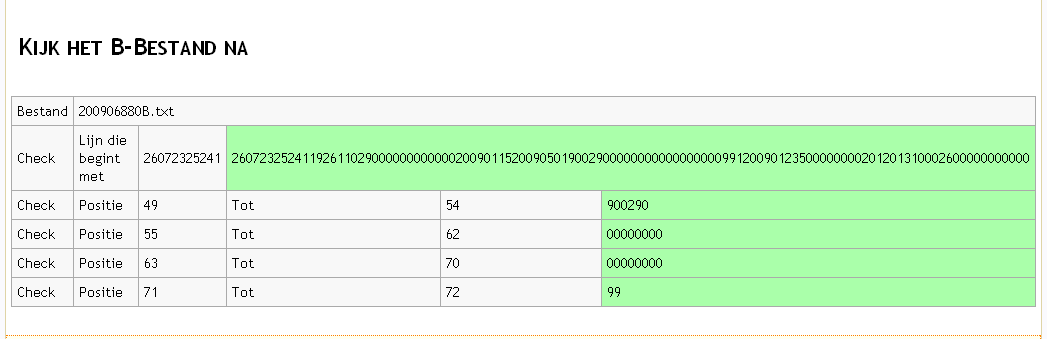 Kijk het B-Bestand na
Bestand 200906880B.txt
Check Lijn die begint met 26072325241 260723252411926110290000000000002009011520090501900290000000000000000099120090123500000000201201310002600000000000
Check Positie 49 Tot 54 900290
Check Positie 55 Tot 62 00000000
Check Positie 63 Tot 70 00000000
Check Positie 71 Tot 72 99